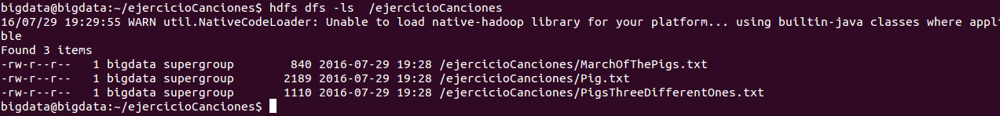 bigdata@bigdata:~/ejercicioCanciones$ hdfs dfs -ls  /ejercicioCanciones
16/07/29 19:29:55 WARN util.NativeCodeLoader: Unable to load native-hadoop library for your platform... using builtin-java classes where appli
ble
Found 3 items
-rw-r--r--   1 bigdata supergroup        840 2016-07-29 19:28 /ejercicioCanciones/MarchOfThePigs.txt
-rw-r--r--   1 bigdata supergroup       2189 2016-07-29 19:28 /ejercicioCanciones/Pig.txt
-rw-r--r--   1 bigdata supergroup       1110 2016-07-29 19:28 /ejercicioCanciones/PigsThreeDifferentOnes.txt
bigdata@bigdata:~/ejercicioCanciones$